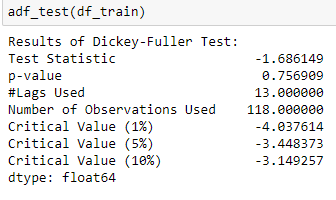 adf_test(df_train)
Results of Dickey-Fuller Test:
Test Statistic -1.686149
p-value 0.756909
#Lags Used 13.000000
Number of Observations Used 118.000000
Critical Value (1%) -4.037614
Critical Value (5%) -3.448373
Critical Value (10%) -3.149257
dtype: float64